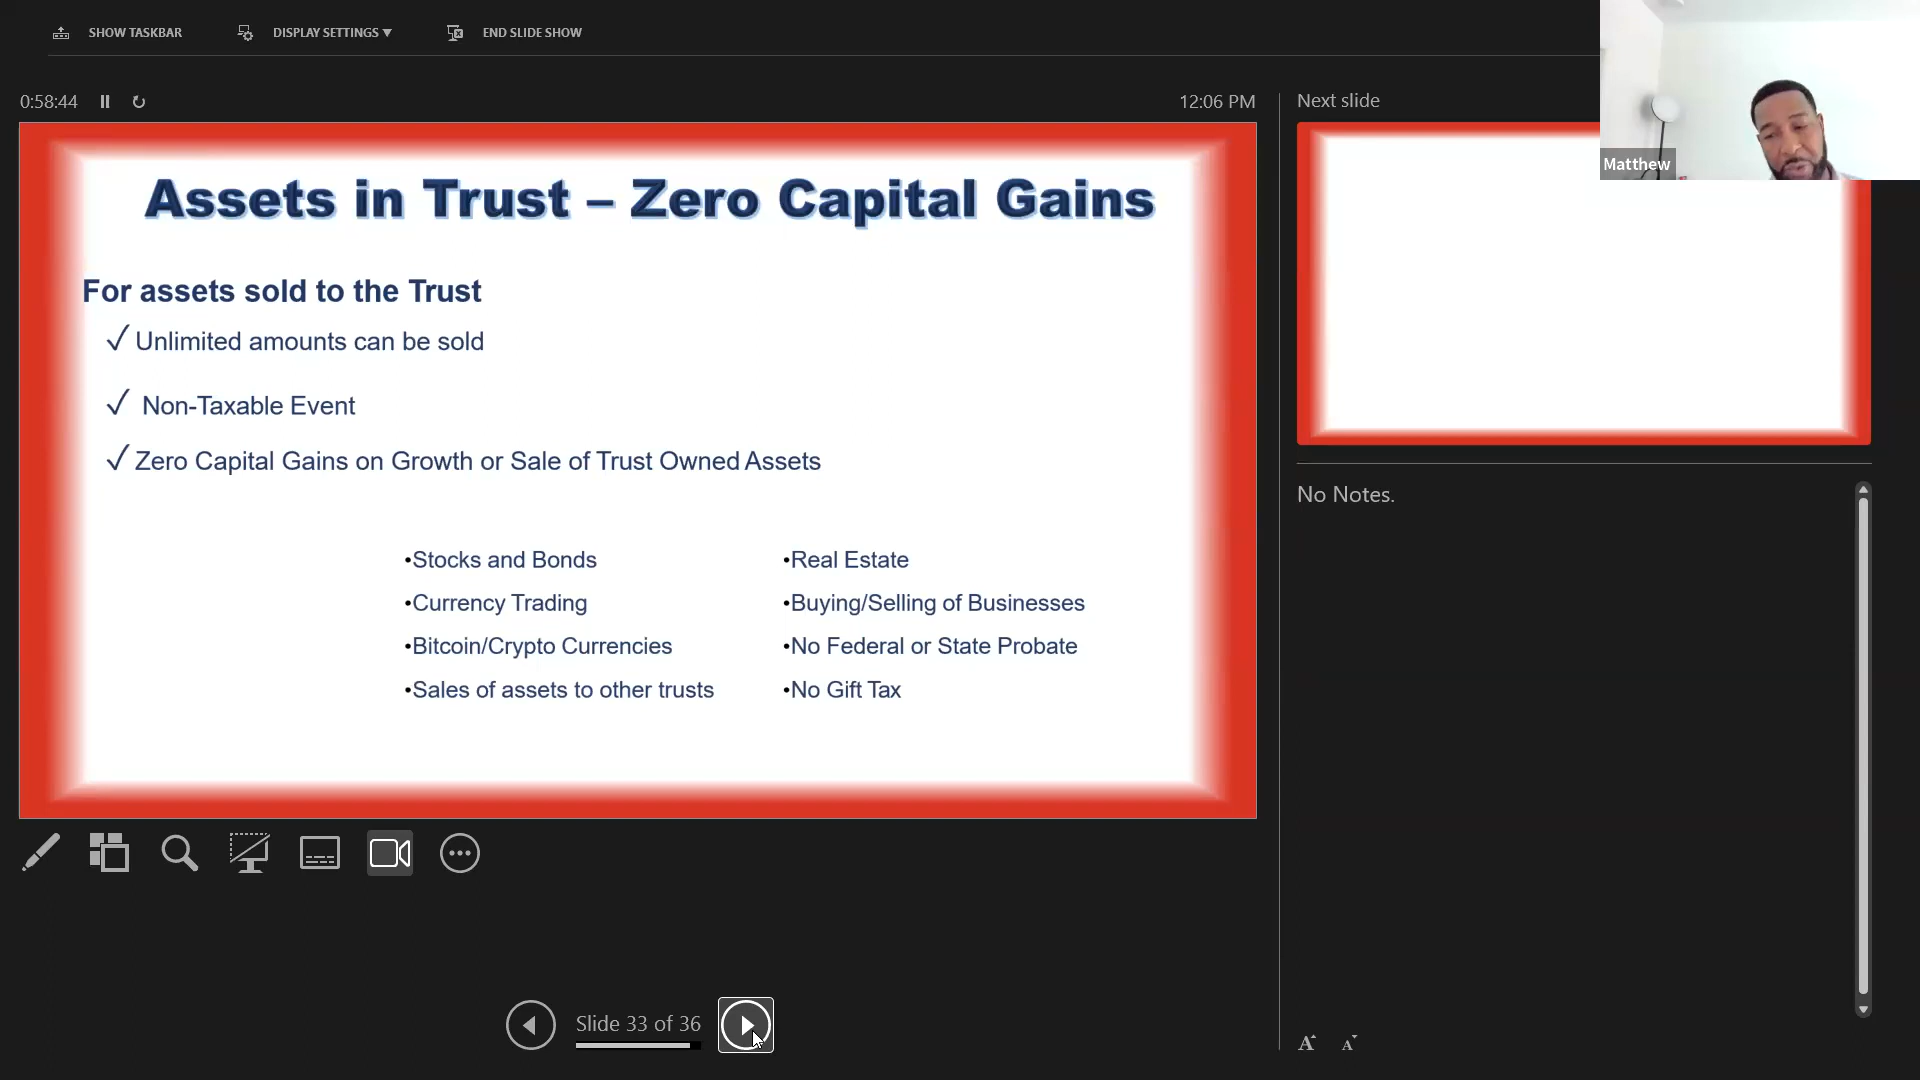 SHOW TASKBAR
DISPLAY SETTINGS ▼
END SLIDE SHOW
0:58:44
12:06 PM
Next slide
Matthew
Assets in Trust – Zero Capital Gains
For assets sold to the Trust
✓ Unlimited amounts can be sold
✓ Non-Taxable Event
✓ Zero Capital Gains on Growth or Sale of Trust Owned Assets
•Stocks and Bonds
•Currency Trading
•Bitcoin/Crypto Currencies
•Sales of assets to other trusts
•Real Estate
•Buying/Selling of Businesses
•No Federal or State Probate
•No Gift Tax
No Notes.
Slide 33 of 36
A A